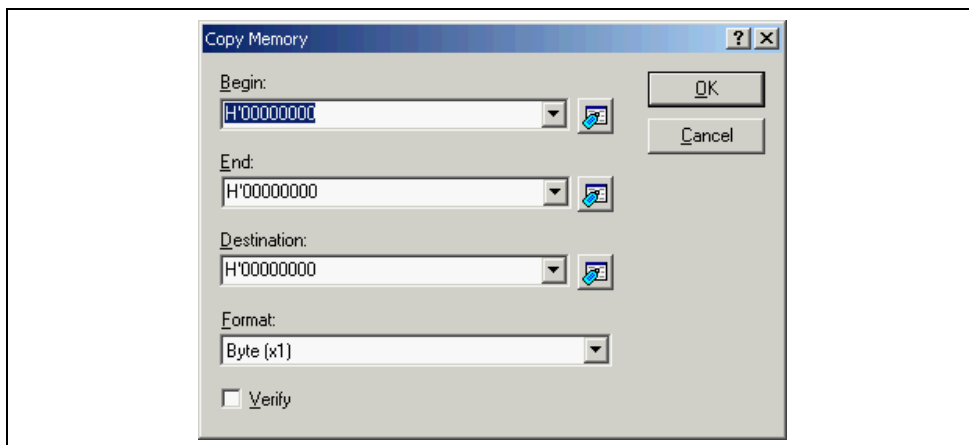 Copy Memory
Begin:
H'00000000
OK
Cancel
End:
H'00000000
Destination:
H'00000000
Format:
Byte (x1)
Verify